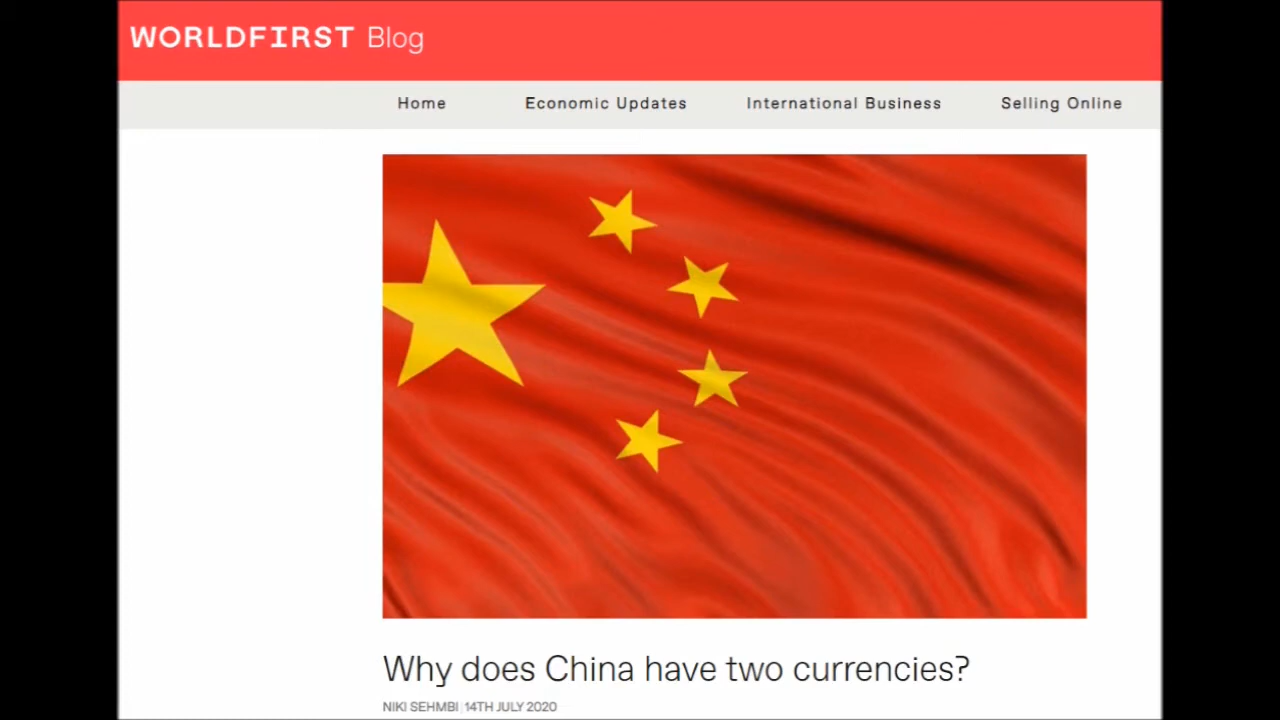 WORLDFIRST Blog
Home Economic Updates International Business Selling Online
Why does China have two currencies?
NIKI SEHMBI | 14TH JULY 2020